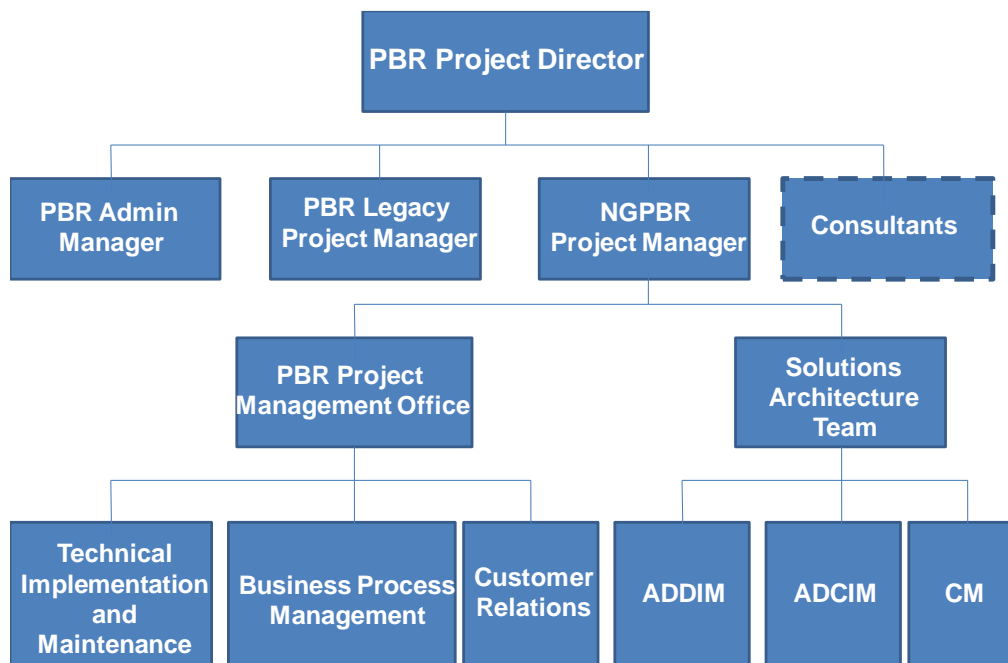 PBR Project Director
PBR Admin
Manager
PBR Legacy
Project Manager
NGPBR
Project Manager
Consultants
PBR Project
Management Office
Solutions
Architecture
Team
Technical
Implementation
and
Maintenance
Business Process
Management
Customer
Relations
ADDIM
ADCIM
CM